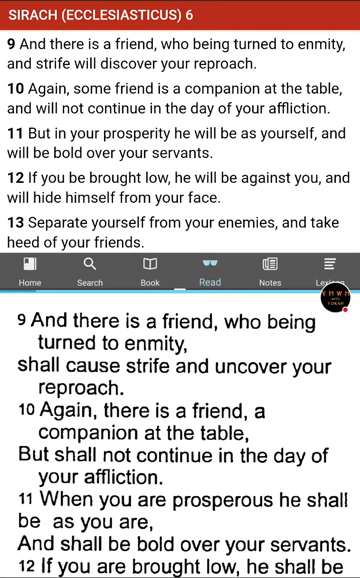 SIRACH (ECCLESIASTICUS) 6
9 And there is a friend, who being turned to enmity,
and strife will discover your reproach.
10 Again, some friend is a companion at the table,
and will not continue in the day of your affliction.
11 But in your prosperity he will be as yourself, and
will be bold over your servants.
12 If you be brought low, he will be against you, and
will hide himself from your face.
13 Separate yourself from your enemies, and take
heed of your friends.
Home Search Book Read Notes
9 And there is a friend, who being
turned to enmity,
shall cause strife and uncover your
reproach.
10 Again, there is a friend, a
companion at the table,
But shall not continue in the day of
your affliction.
11 When you are prosperous he shall
be as you are,
And shall be bold over your servants.
12 If you are brought low, he shall be